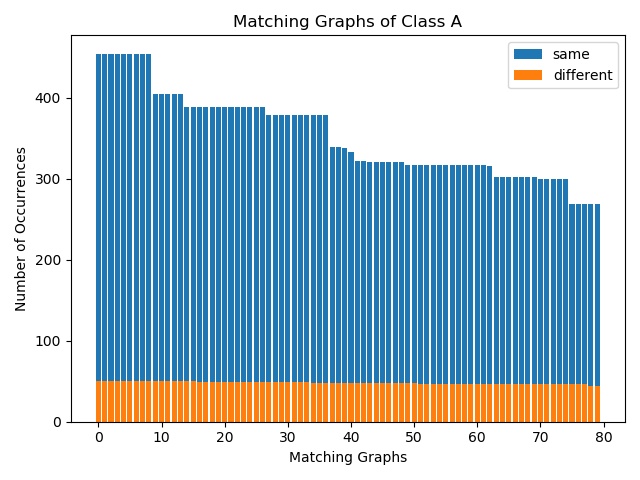 Matching Graphs of Class A
same
different
Number of Occurrences
400
300
200
100
0
0 10 20 30 40 50 60 70 80
Matching Graphs